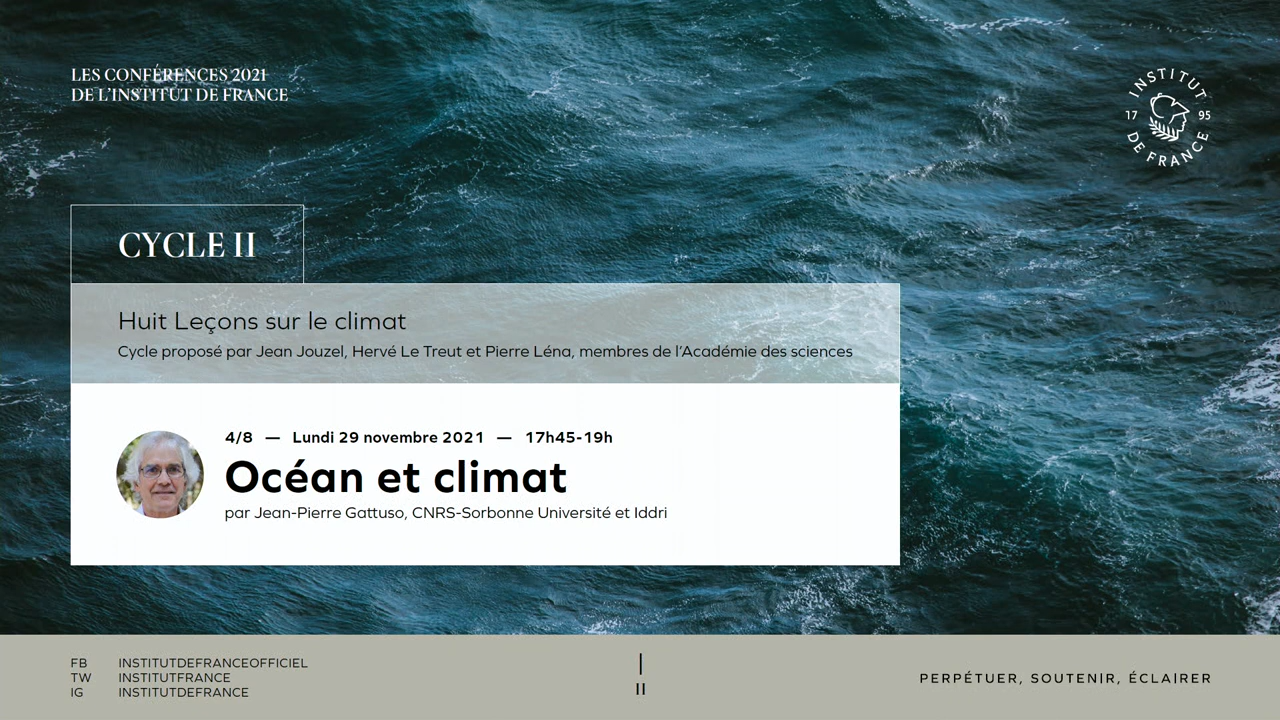 LES CONFÉRENCES 2021
DE L'INSTITUT DE FRANCE
INSTITUT
17 95
DE FRANCE
CYCLE II
Huit Leçons sur le climat
Cycle proposé par Jean Jouzel, Hervé Le Treut et Pierre Léna, membres de l'Académie des sciences
4/8 — Lundi 29 novembre 2021 — 17h45-19h
Océan et climat
par Jean-Pierre Gattuso, CNRS-Sorbonne Université et Iddri
FB INSTITUTDEFRANCEOFFICIEL
TW INSTITUTFRANCE
IG INSTITUTDEFRANCE
|
II
PERPÉTUER, SOUTENIR, ÉCLAIRER